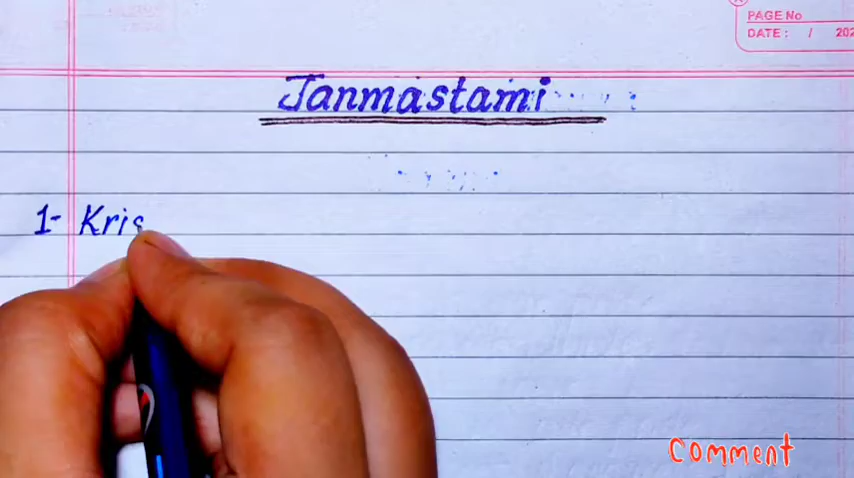 PAGE No
DATE : / 202
Janmastami
1- Kris
comment